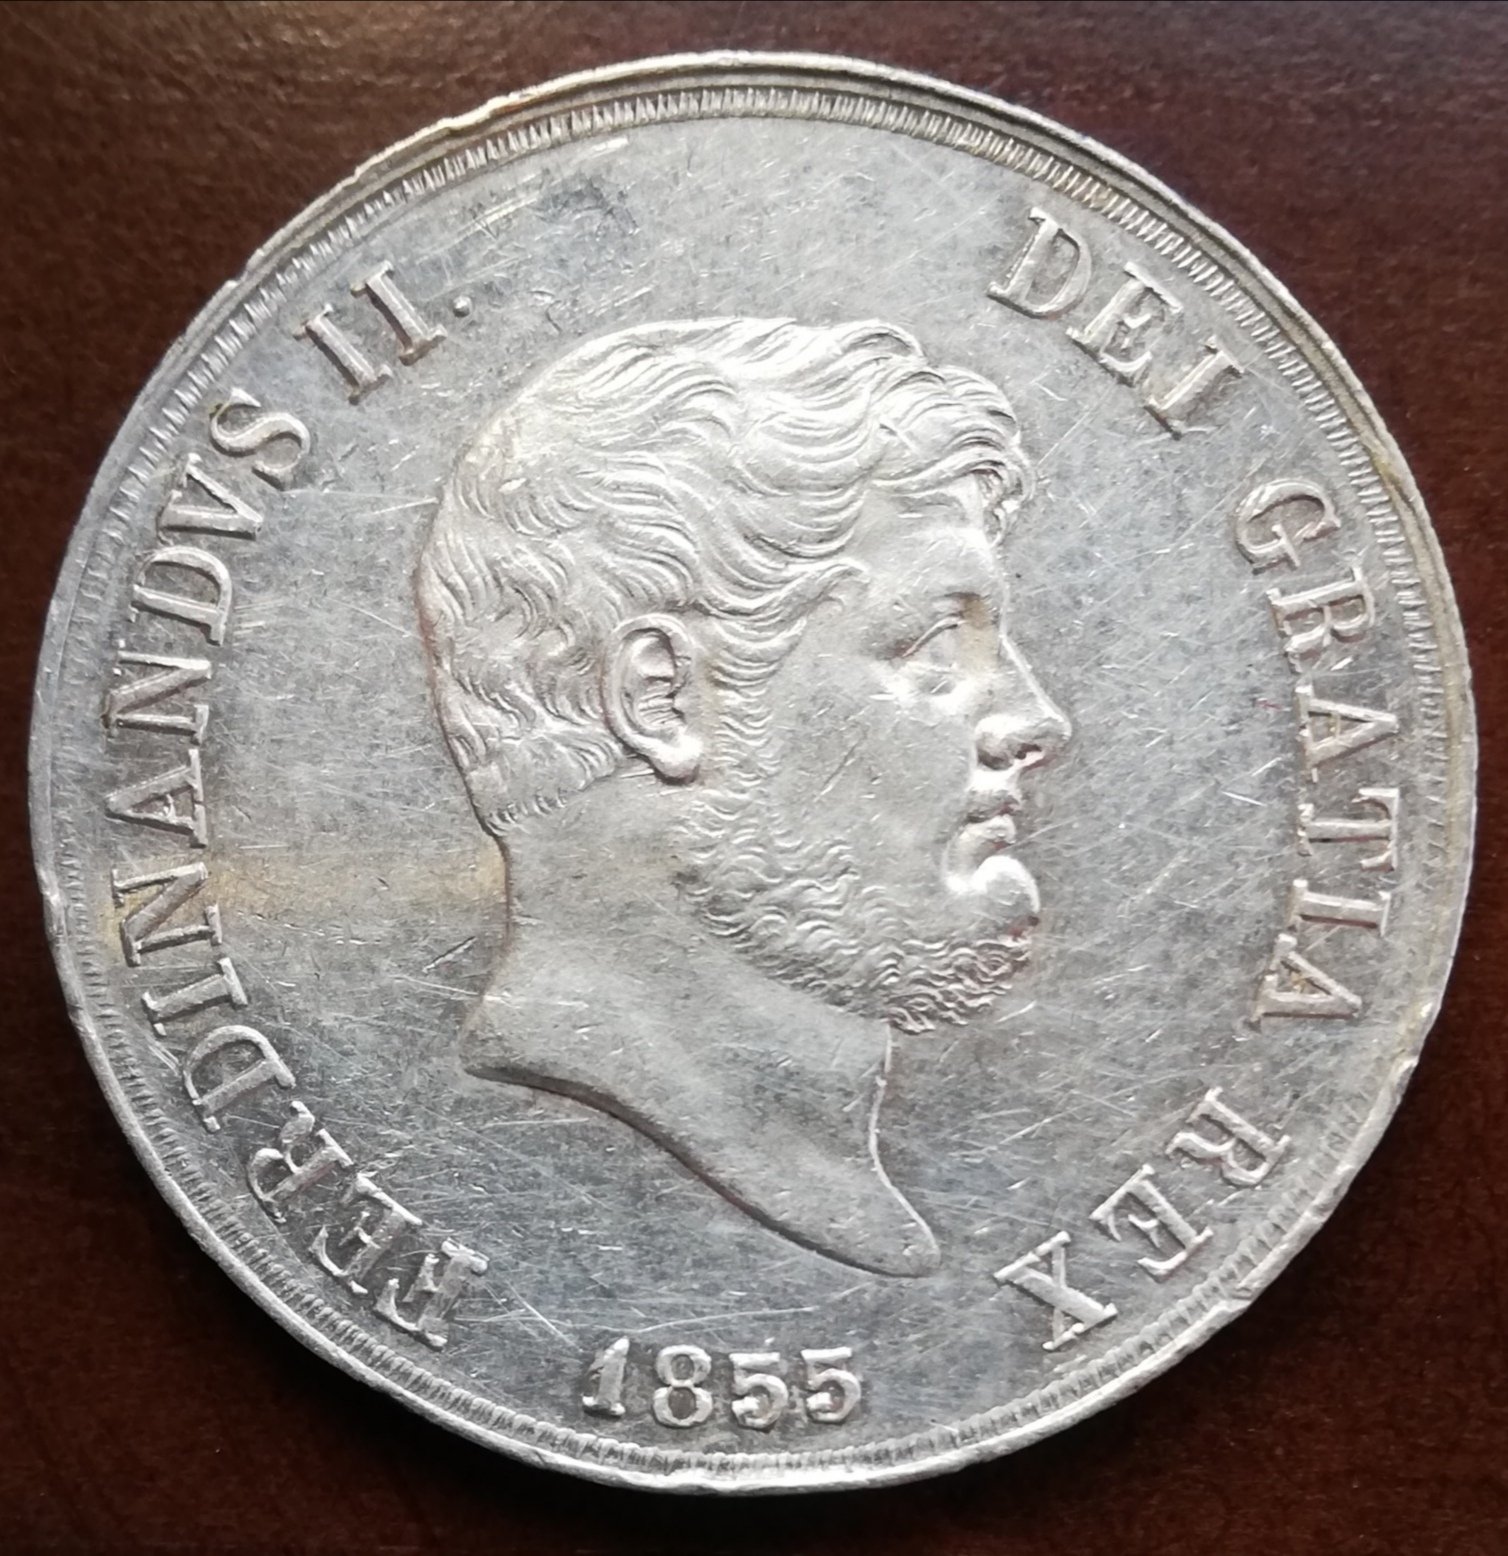 FERDINANDVS II. DEI GRATIA REX
1855